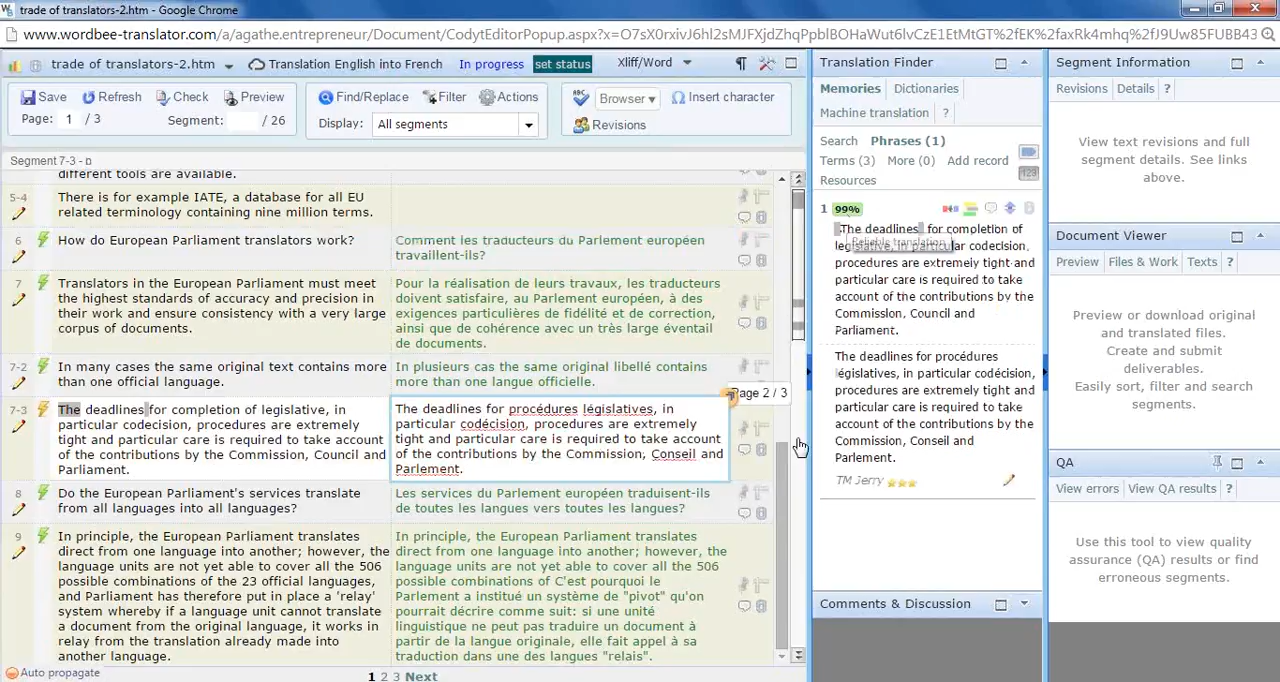 trade of translators-2.htm - Google Chrome
www.wordbee-translator.com/a/agathe.entrepreneur/Document/CodytEditorPopup.aspx?x=O7sX0rxivJ6hl2sMJFXjdZhqPpblBOHaWut6lvCzE1EtMtGT%2fEK%2faxRk4mhq%2fJ9Uw85FUBB43
trade of translators-2.htm
Translation English into French
In progress
set status
Xliff/Word
Save
Refresh
Check
Preview
Page: 1 / 3
Segment: / 26
Find/Replace
Filter
Actions
Display: All segments
ABC
Browser
Insert character
Revisions
Segment 7-3 -
different tools are available.
5-4
There is for example IATE, a database for all EU
related terminology containing nine million terms.
6
How do European Parliament translators work?
Comment les traducteurs du Parlement européen
travaillent-ils?
7
Translators in the European Parliament must meet
the highest standards of accuracy and precision in
their work and ensure consistency with a very large
corpus of documents.
Pour la réalisation de leurs travaux, les traducteurs
doivent satisfaire, au Parlement européen, à des
exigences particulières de fidélité et de correction,
ainsi que de cohérence avec un très large éventail
de documents.
7-2
In many cases the same original text contains more
than one official language.
In plusieurs cas the same original libellé contains
more than one langue officielle.
Page 2 / 3
7-3
The deadlines for completion of legislative, in
particular codecision, procedures are extremely
tight and particular care is required to take account
of the contributions by the Commission, Council and
Parliament.
The deadlines for procédures législatives, in
particular codécision, procedures are extremely
tight and particular care is required to take account
of the contributions by the Commission, Conseil and
Parlement.
8
Do the European Parliament's services translate
from all languages into all languages?
Les services du Parlement européen traduisent-ils
de toutes les langues vers toutes les langues?
9
In principle, the European Parliament translates
direct from one language into another; however, the
language units are not yet able to cover all the 506
possible combinations of the 23 official languages,
and Parliament has therefore put in place a 'relay'
system whereby if a language unit cannot translate
a document from the original language, it works in
relay from the translation already made into
another language.
In principle, the European Parliament translates
direct from one language into another; however, the
language units are not yet able to cover all the 506
possible combinations of C'est pourquoi le
Parlement a institué un système de "pivot" qu'on
pourrait décrire comme suit: si une unité
linguistique ne peut pas traduire un document à
partir de la langue originale, elle fait appel à sa
traduction dans une des langues "relais".
Auto propagate
1 2 3 Next
Translation Finder
Memories
Dictionaries
Machine translation
?
Search
Phrases (1)
Terms (3)
More (0)
Add record
Resources
123
1 99%
The deadlines for completion of
legislative, in particular codecision,
procedures are extremely tight and
particular care is required to take
account of the contributions by the
Commission, Council and
Parliament.
Reliable translation
The deadlines for procédures
législatives, in particular codécision,
procedures are extremely tight and
particular care is required to take
account of the contributions by the
Commission, Conseil and
Parlement.
TM Jerry
Comments & Discussion
Segment Information
Revisions
Details
?
View text revisions and full
segment details. See links
above.
Document Viewer
Preview
Files & Work
Texts
?
Preview or download original
and translated files.
Create and submit
deliverables.
Easily sort, filter and search
segments.
QA
View errors
View QA results
?
Use this tool to view quality
assurance (QA) results or find
erroneous segments.